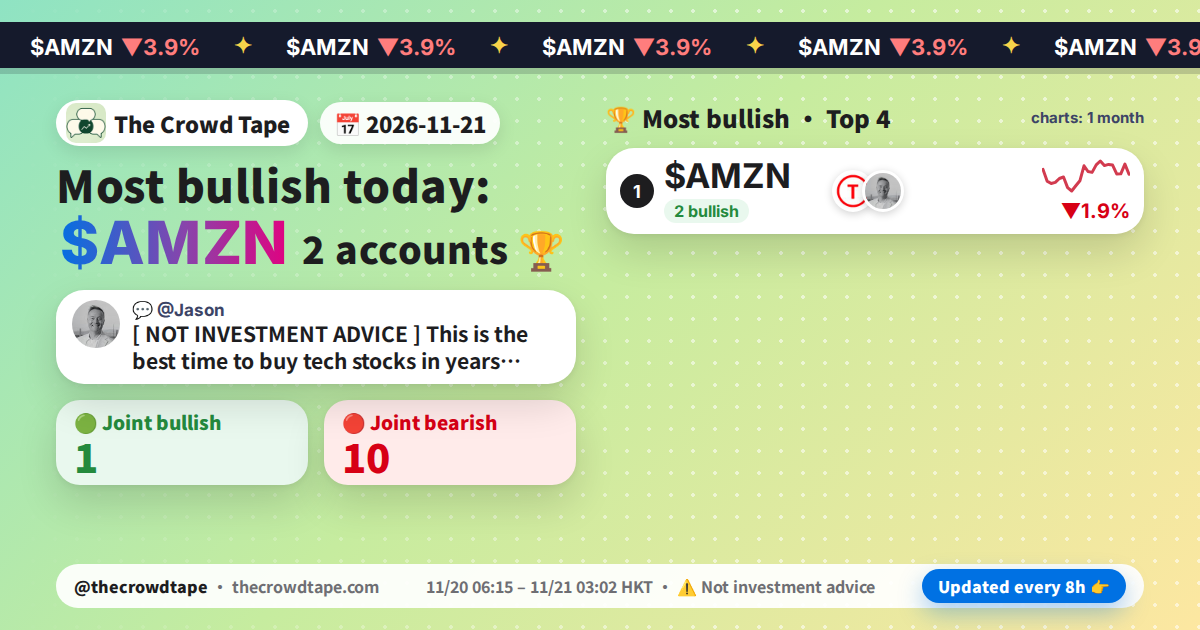 $AMZN ▼3.9% ✦ $AMZN ▼3.9% ✦ $AMZN ▼3.9% ✦ $AMZN ▼3.9% ✦ $AMZN ▼3.9
The Crowd Tape
📅 2026-11-21
Most bullish today:
$AMZN 2 accounts 🏆
💬 @Jason
[ NOT INVESTMENT ADVICE ] This is the
best time to buy tech stocks in years…
🟢 Joint bullish
1
🔴 Joint bearish
10
🏆 Most bullish • Top 4
charts: 1 month
1
$AMZN
2 bullish
T
▼1.9%
@thecrowdtape • thecrowdtape.com
11/20 06:15 – 11/21 03:02 HKT • ⚠️ Not investment advice
Updated every 8h 👉